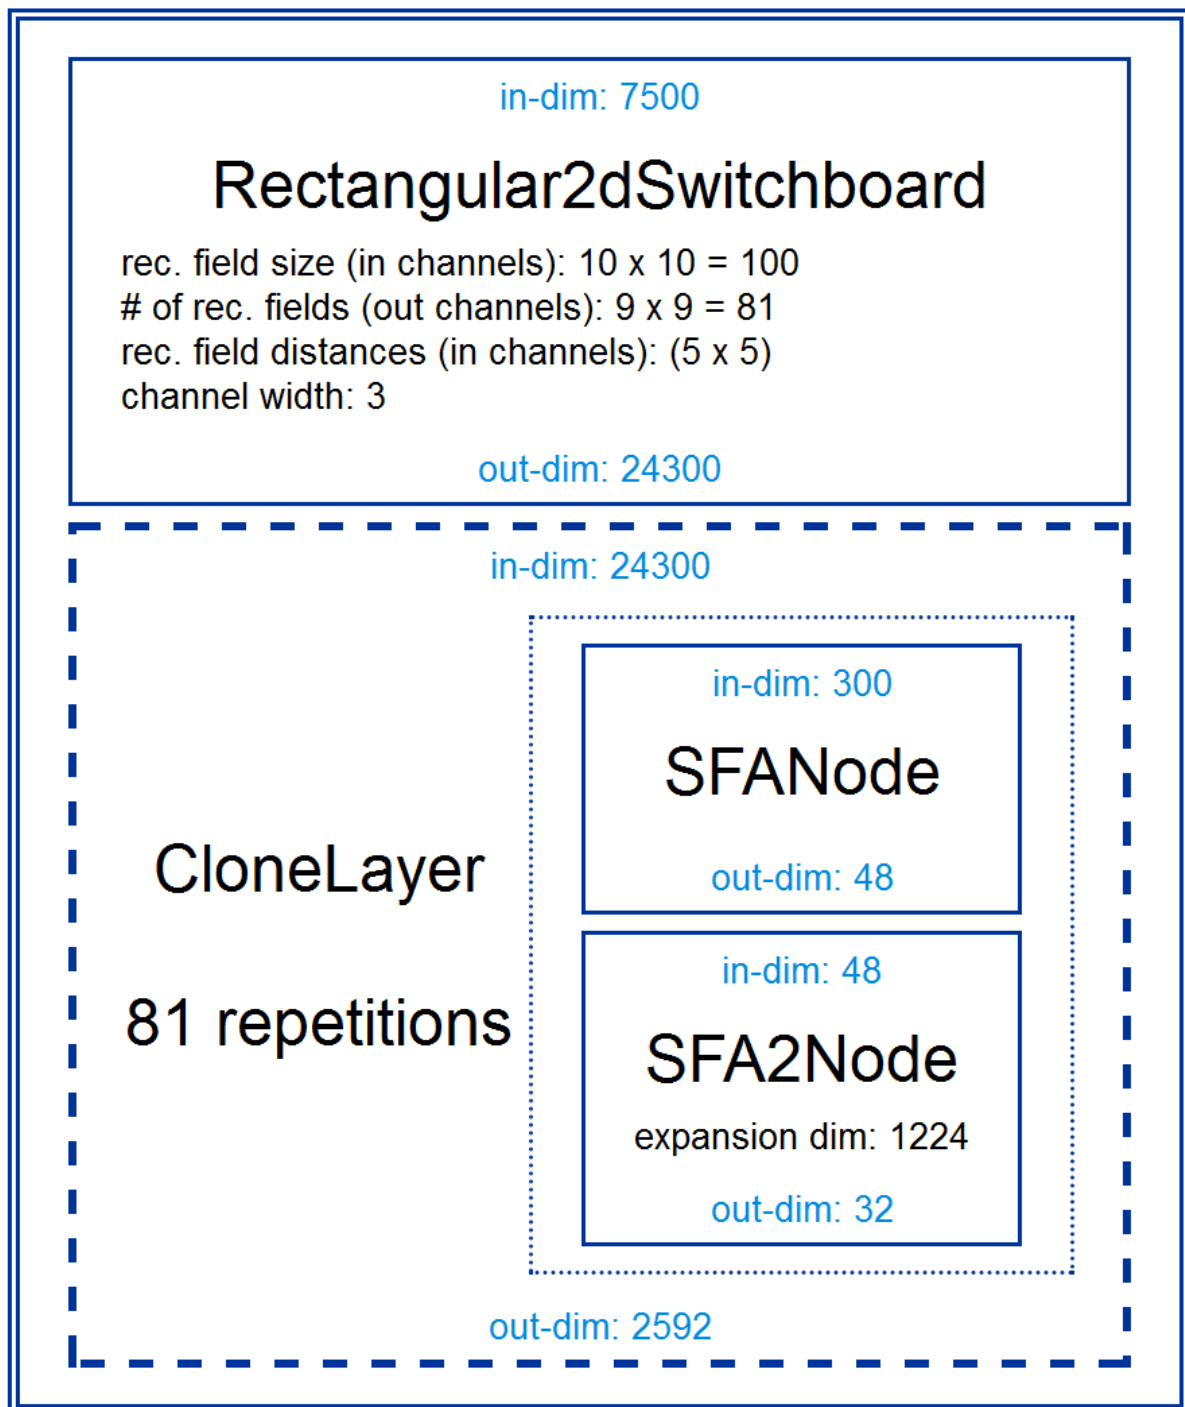 in-dim: 7500
Rectangular2dSwitchboard
rec. field size (in channels): 10 x 10 = 100
# of rec. fields (out channels): 9 x 9 = 81
rec. field distances (in channels): (5 x 5)
channel width: 3
out-dim: 24300
in-dim: 24300
CloneLayer
81 repetitions
in-dim: 300
SFANode
out-dim: 48
in-dim: 48
SFA2Node
expansion dim: 1224
out-dim: 32
out-dim: 2592